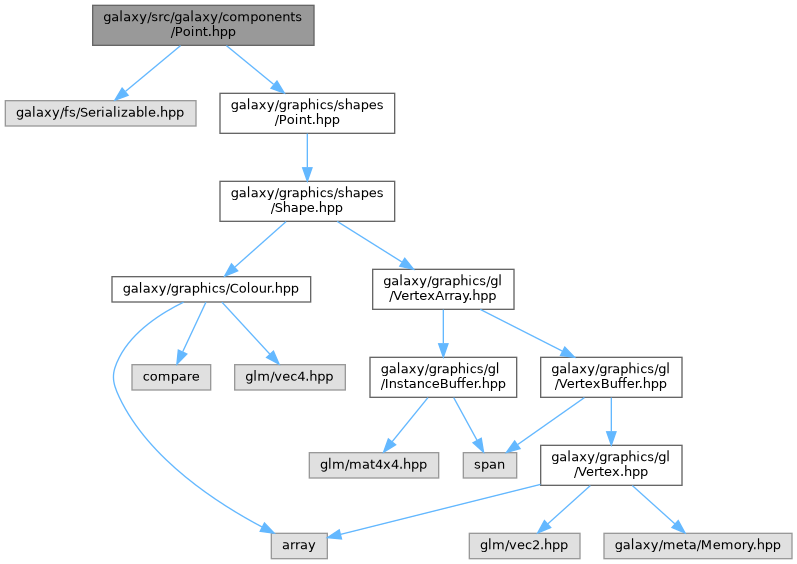 galaxy/src/galaxy/components
/Point.hpp
galaxy/fs/Serializable.hpp
galaxy/graphics/shapes
/Point.hpp
galaxy/graphics/shapes
/Shape.hpp
galaxy/graphics/Colour.hpp
galaxy/graphics/gl
/VertexArray.hpp
compare
glm/vec4.hpp
galaxy/graphics/gl
/InstanceBuffer.hpp
galaxy/graphics/gl
/VertexBuffer.hpp
glm/mat4x4.hpp
span
galaxy/graphics/gl
/Vertex.hpp
array
glm/vec2.hpp
galaxy/meta/Memory.hpp